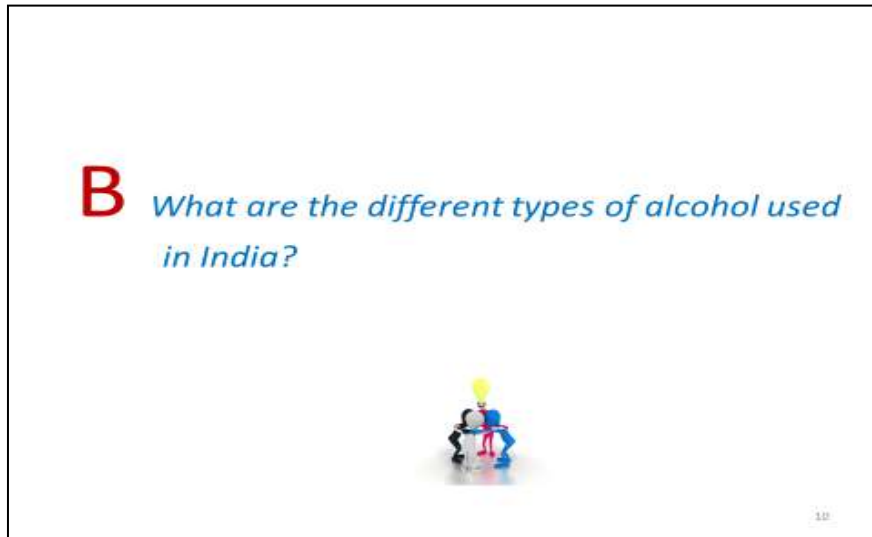 B What are the different types of alcohol used
in India?
10